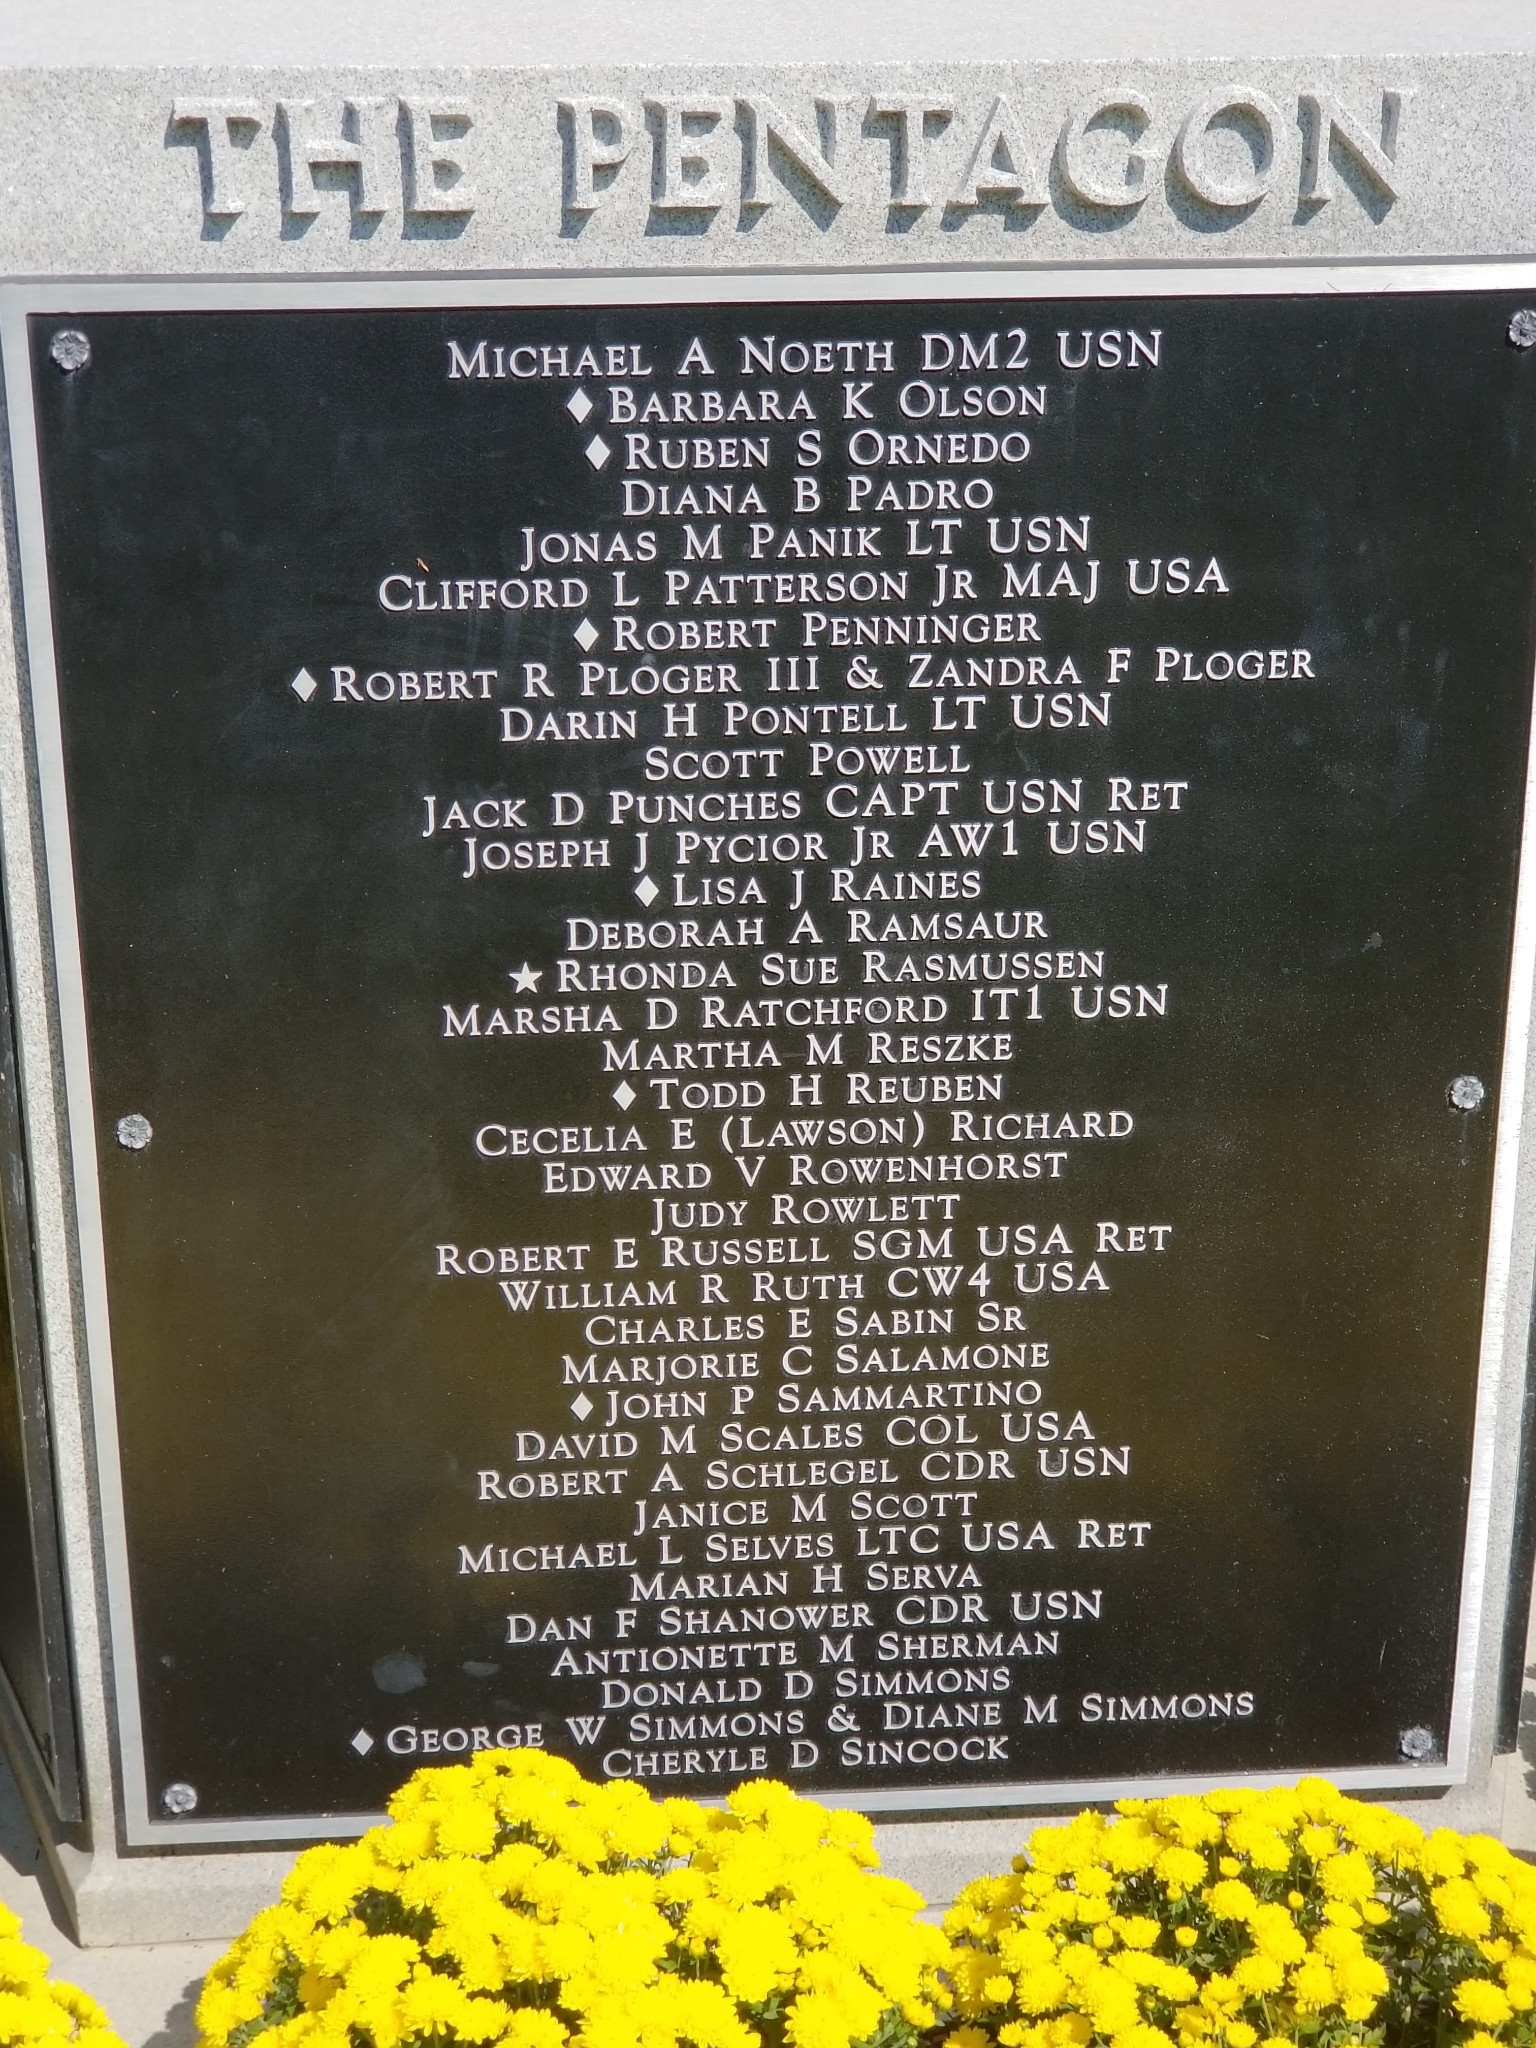 THE PENTAGON
MICHAEL A NOETH DM2 USN
♦ BARBARA K OLSON
♦ RUBEN S ORNEDO
DIANA B PADRO
JONAS M PANIK LT USN
CLIFFORD L PATTERSON JR MAJ USA
♦ ROBERT PENNINGER
♦ ROBERT R PLOGER III & ZANDRA F PLOGER
DARIN H PONTELL LT USN
SCOTT POWELL
JACK D PUNCHES CAPT USN RET
JOSEPH J PYCIOR JR AW1 USN
♦ LISA J RAINES
DEBORAH A RAMSAUR
★ RHONDA SUE RASMUSSEN
MARSHA D RATCHFORD IT1 USN
MARTHA M RESZKE
♦ TODD H REUBEN
CECELIA E (LAWSON) RICHARD
EDWARD V ROWENHORST
JUDY ROWLETT
ROBERT E RUSSELL SGM USA RET
WILLIAM R RUTH CW4 USA
CHARLES E SABIN SR
MARJORIE C SALAMONE
♦ JOHN P SAMMARTINO
DAVID M SCALES COL USA
ROBERT A SCHLEGEL CDR USN
JANICE M SCOTT
MICHAEL L SELVES LTC USA RET
MARIAN H SERVA
DAN F SHANOWER CDR USN
ANTIONETTE M SHERMAN
DONALD D SIMMONS
♦ GEORGE W SIMMONS & DIANE M SIMMONS
CHERYLE D SINCOCK